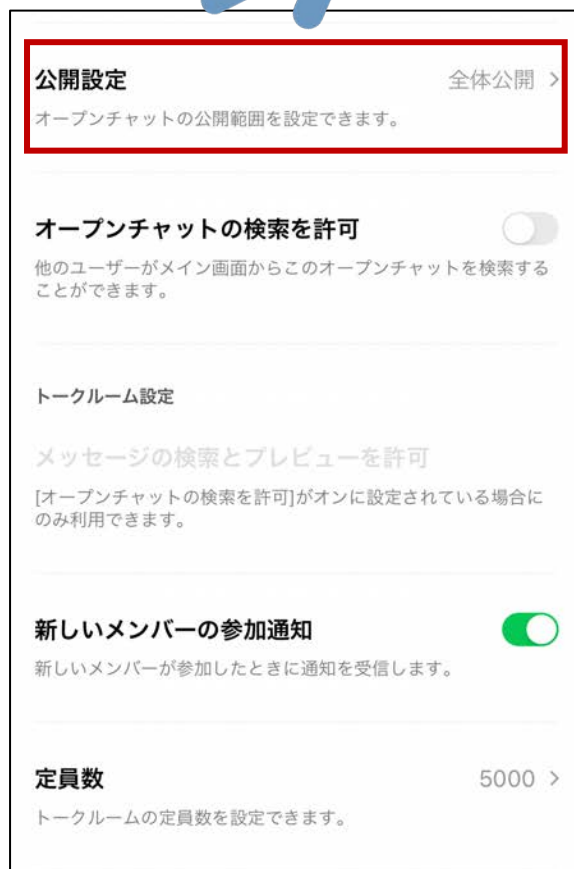 公開設定 全体公開 >
オープンチャットの公開範囲を設定できます。
オープンチャットの検索を許可
他のユーザーがメイン画面からこのオープンチャットを検索する
ことができます。
トークルーム設定
メッセージの検索とプレビューを許可
[オープンチャットの検索を許可]がオンに設定されている場合に
のみ利用できます。
新しいメンバーの参加通知
新しいメンバーが参加したときに通知を受信します。
定員数 5000 >
トークルームの定員数を設定できます。